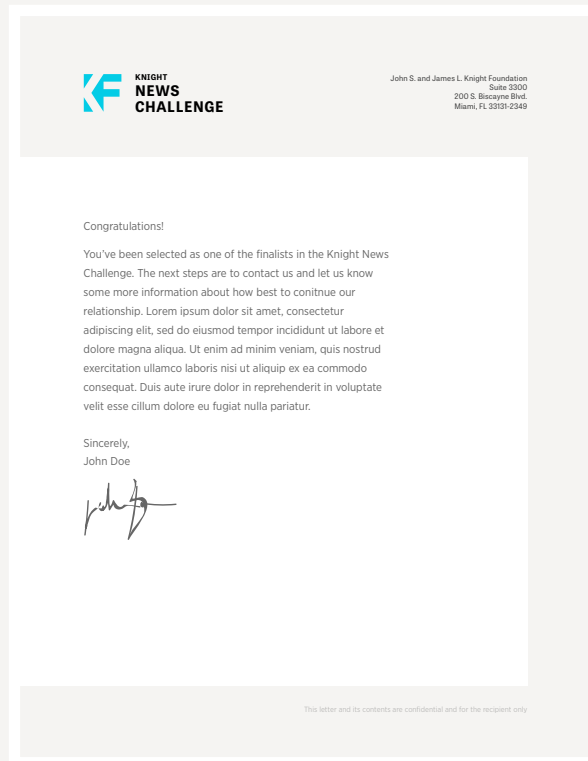 KNIGHT
NEWS
CHALLENGE
John S. and James L. Knight Foundation
Suite 3300
200 S. Biscayne Blvd.
Miami, FL 33131-2349
Congratulations!
You've been selected as one of the finalists in the Knight News
Challenge. The next steps are to contact us and let us know
some more information about how best to conitnue our
relationship. Lorem ipsum dolor sit amet, consectetur
adipiscing elit, sed do eiusmod tempor incididunt ut labore et
dolore magna aliqua. Ut enim ad minim veniam, quis nostrud
exercitation ullamco laboris nisi ut aliquip ex ea commodo
consequat. Duis aute irure dolor in reprehenderit in voluptate
velit esse cillum dolore eu fugiat nulla pariatur.
Sincerely,
John Doe
This letter and its contents are confidential and for the recipient only